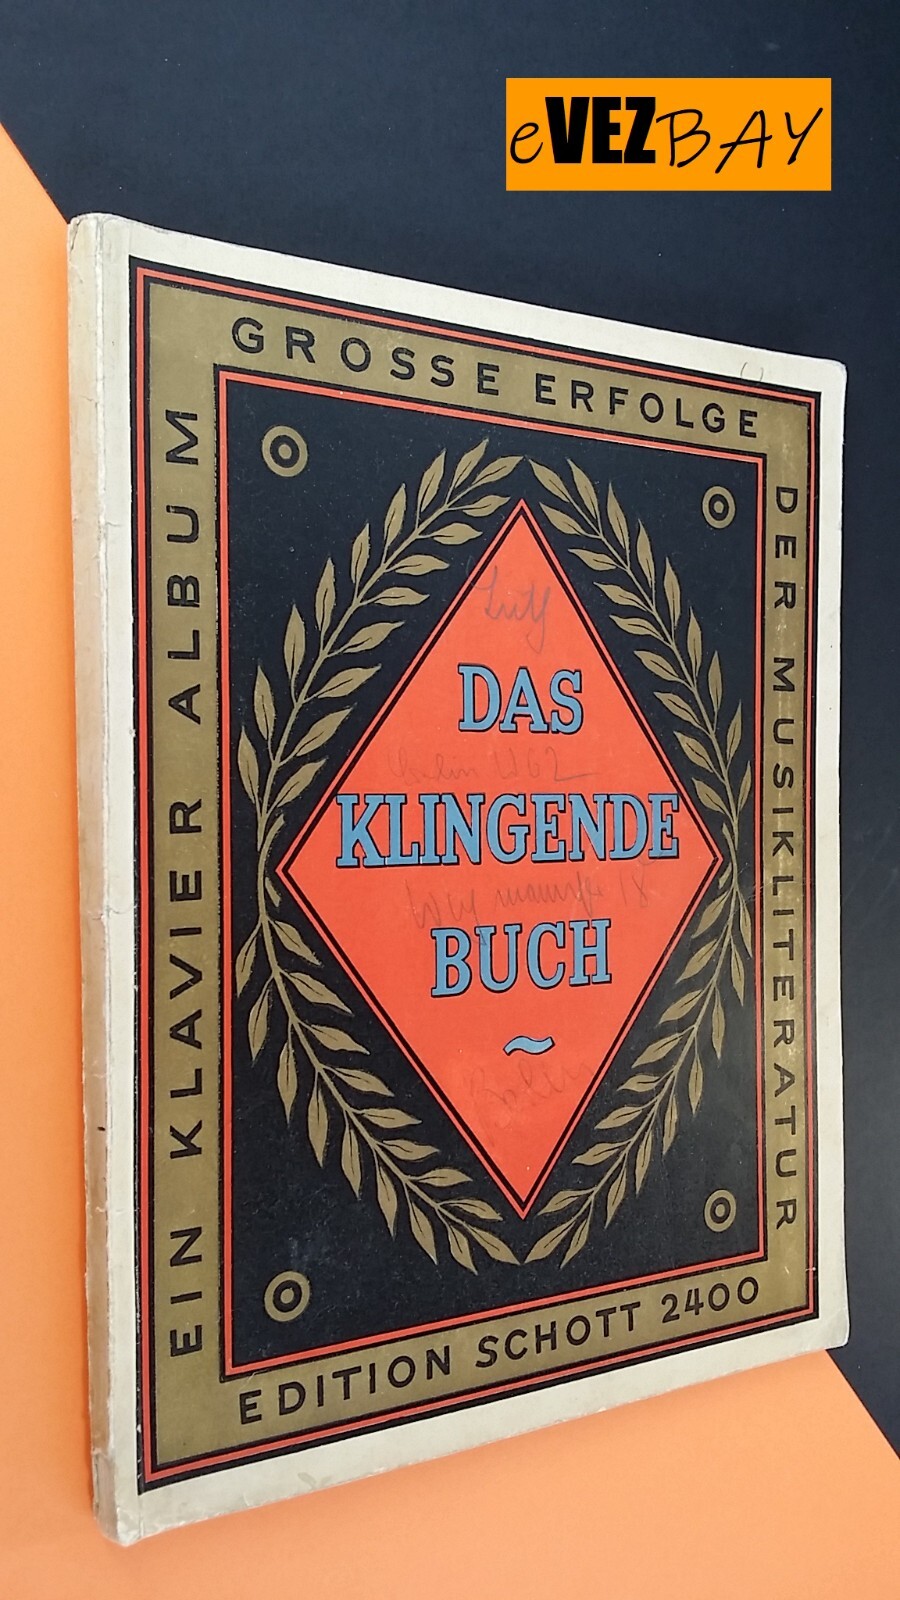 eVEZBAY
GROSSE ERFOLGE
DER MUSIKLITERATUR
EIN KLAVIER ALBUM
DAS
KLINGENDE
BUCH
~
EDITION SCHOTT 2400